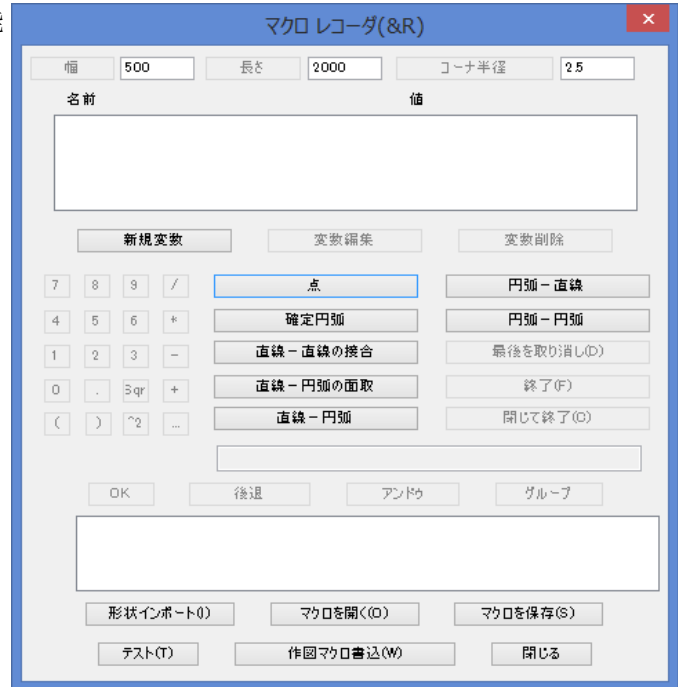 マクロ レコーダ(&R)
幅 500 長さ 2000 コーナ半径 2.5
名前 値
新規変数 変数編集 変数削除
7 8 9 / 点 円弧－直線
4 5 6 * 確定円弧 円弧－円弧
1 2 3 - 直線－直線の接合 最後を取り消し(D)
0 . Sqr + 直線－円弧の面取 終了(F)
( ) ^2 ... 直線－円弧 閉じて終了(C)
OK 後退 アンドゥ グループ
形状インポート(I) マクロを開く(O) マクロを保存(S)
テスト(T) 作図マクロ書込(W) 閉じる